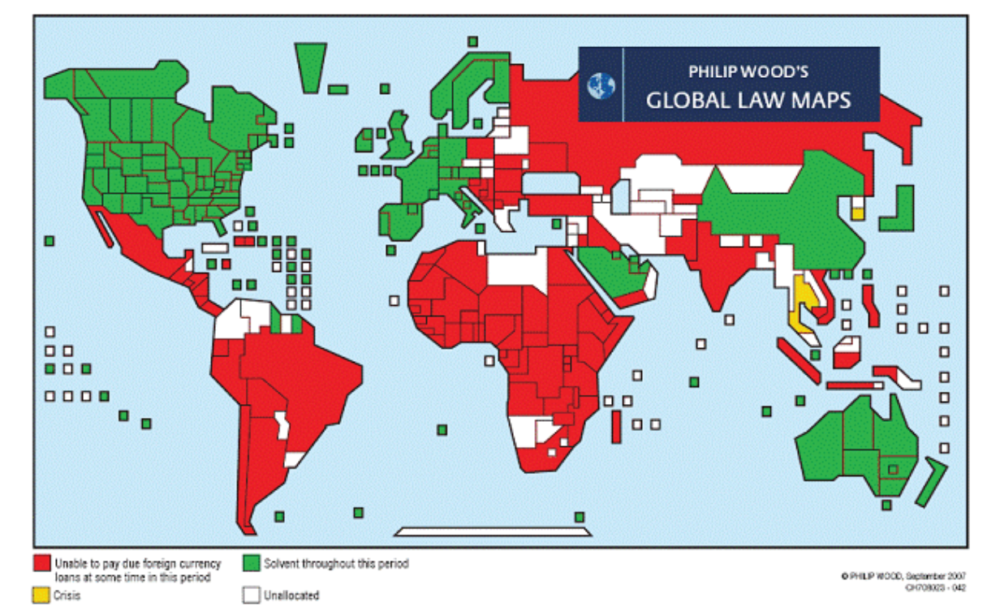 PHILIP WOOD'S
GLOBAL LAW MAPS
Unable to pay due foreign currency
loans at some time in this period
Solvent throughout this period
Crisis
Unallocated
© PHILIP WOOD, September 2007
CH708023 - 042